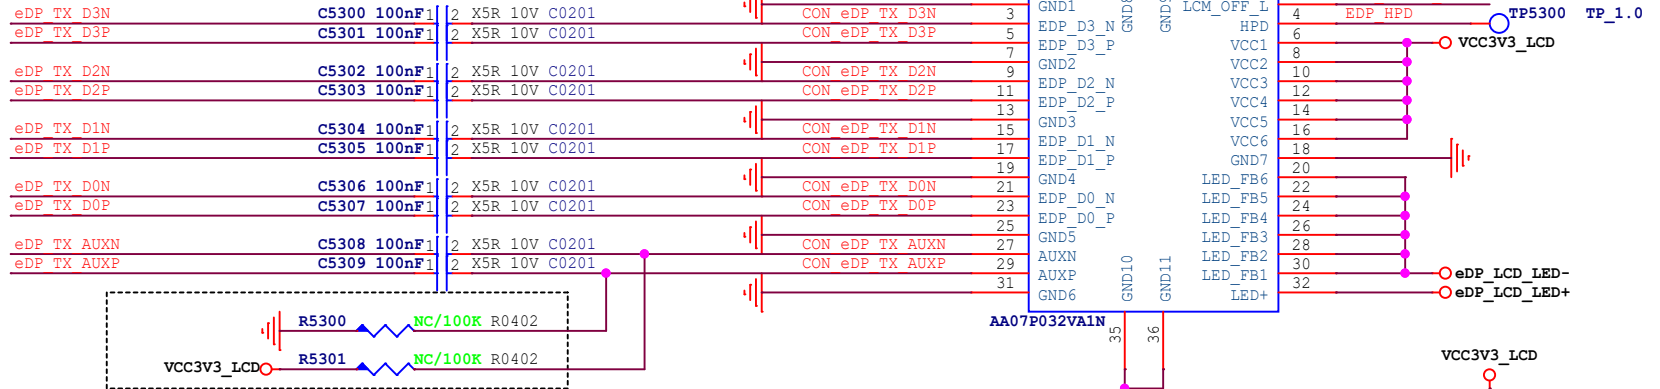 GND1 GND8 GND9 LCM_OFF_L
eDP_TX_D3N C5300 100nF 1 2 X5R 10V C0201 CON_eDP_TX_D3N 3 EDP_D3_N HPD 4 EDP_HPD TP5300 TP_1.0
eDP_TX_D3P C5301 100nF 1 2 X5R 10V C0201 CON_eDP_TX_D3P 5 EDP_D3_P VCC1 6 VCC3V3_LCD
7 GND2 VCC2 8
eDP_TX_D2N C5302 100nF 1 2 X5R 10V C0201 CON_eDP_TX_D2N 9 EDP_D2_N VCC3 10
eDP_TX_D2P C5303 100nF 1 2 X5R 10V C0201 CON_eDP_TX_D2P 11 EDP_D2_P VCC4 12
13 GND3 VCC5 14
eDP_TX_D1N C5304 100nF 1 2 X5R 10V C0201 CON_eDP_TX_D1N 15 EDP_D1_N VCC6 16
eDP_TX_D1P C5305 100nF 1 2 X5R 10V C0201 CON_eDP_TX_D1P 17 EDP_D1_P GND7 18
19 GND4 LED_FB6 20
eDP_TX_D0N C5306 100nF 1 2 X5R 10V C0201 CON_eDP_TX_D0N 21 EDP_D0_N LED_FB5 22
eDP_TX_D0P C5307 100nF 1 2 X5R 10V C0201 CON_eDP_TX_D0P 23 EDP_D0_P LED_FB4 24
25 GND5 LED_FB3 26
eDP_TX_AUXN C5308 100nF 1 2 X5R 10V C0201 CON_eDP_TX_AUXN 27 AUXN LED_FB2 28
eDP_TX_AUXP C5309 100nF 1 2 X5R 10V C0201 CON_eDP_TX_AUXP 29 AUXP LED_FB1 30 eDP_LCD_LED-
31 GND6 GND10 GND11 LED+ 32 eDP_LCD_LED+
R5300 NC/100K R0402 AA07P032VA1N 35 36
R5301 NC/100K R0402 VCC3V3_LCD
VCC3V3_LCD